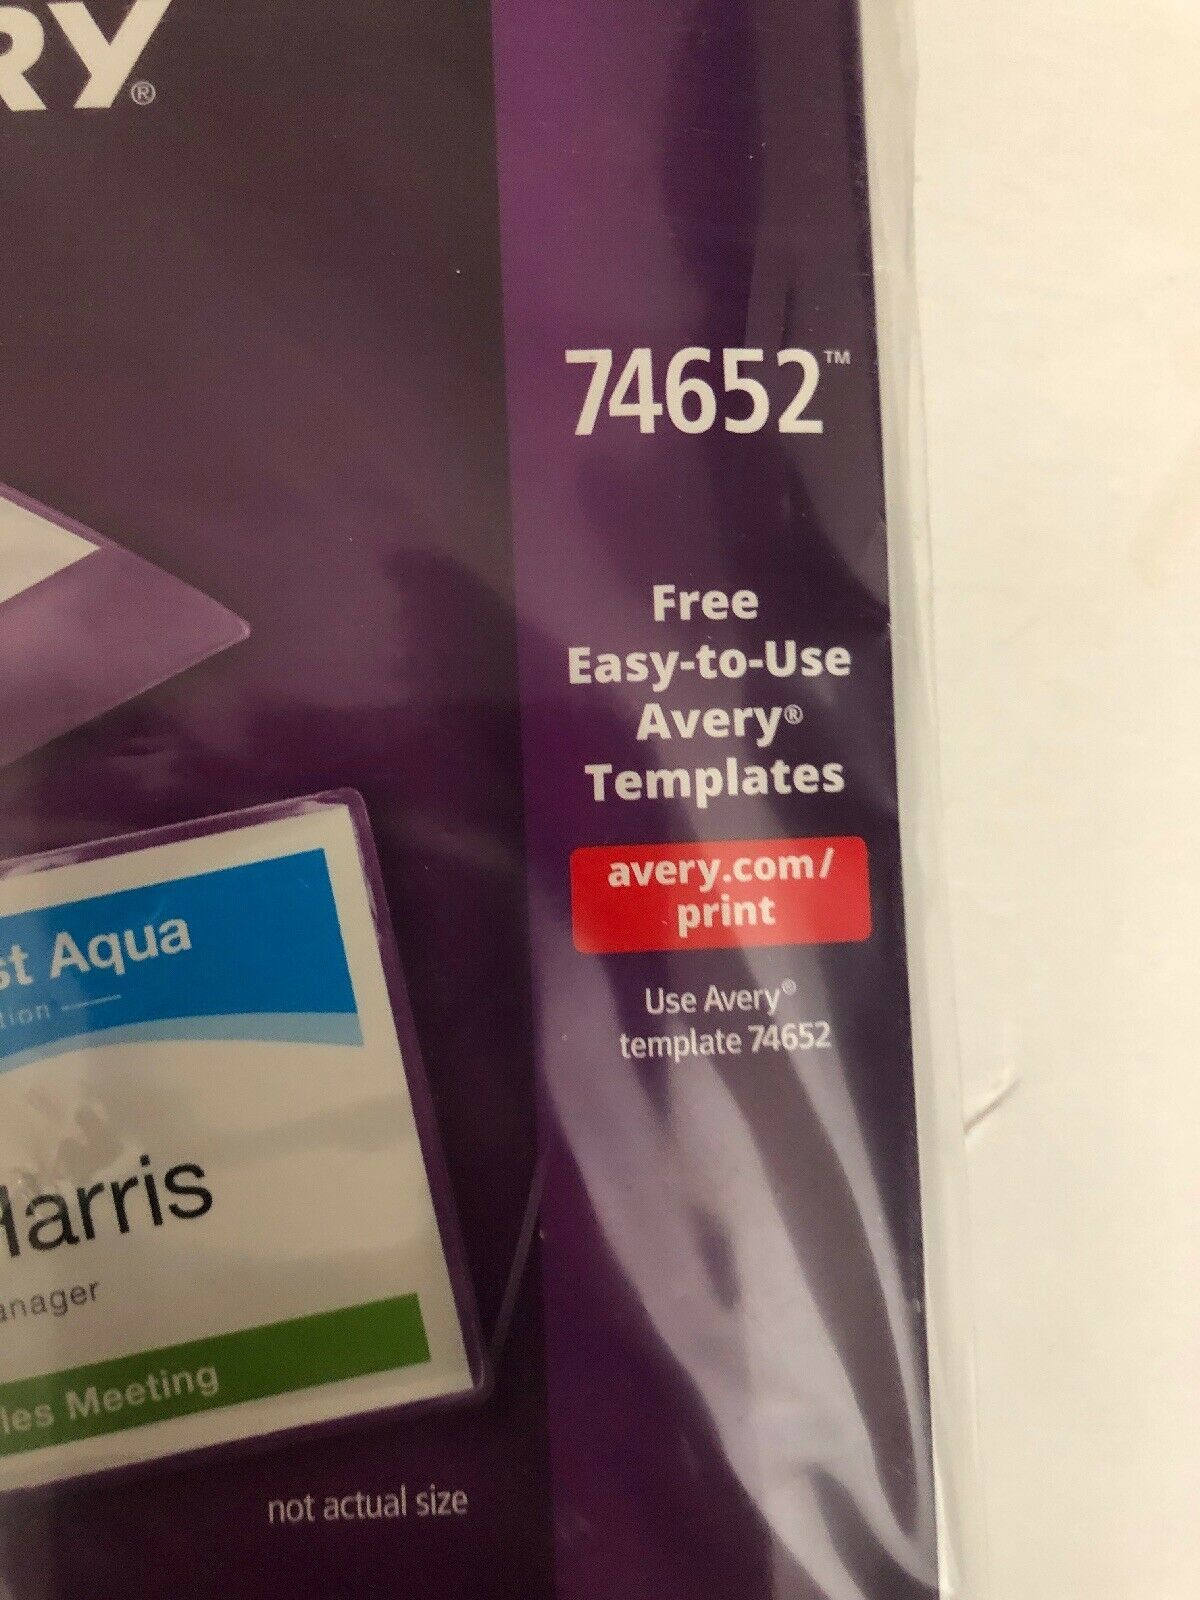 RY®
74652™
Free
Easy-to-Use
Avery®
Templates
avery.com/
print
Use Avery®
template 74652
st Aqua
tion
Harris
anager
les Meeting
not actual size